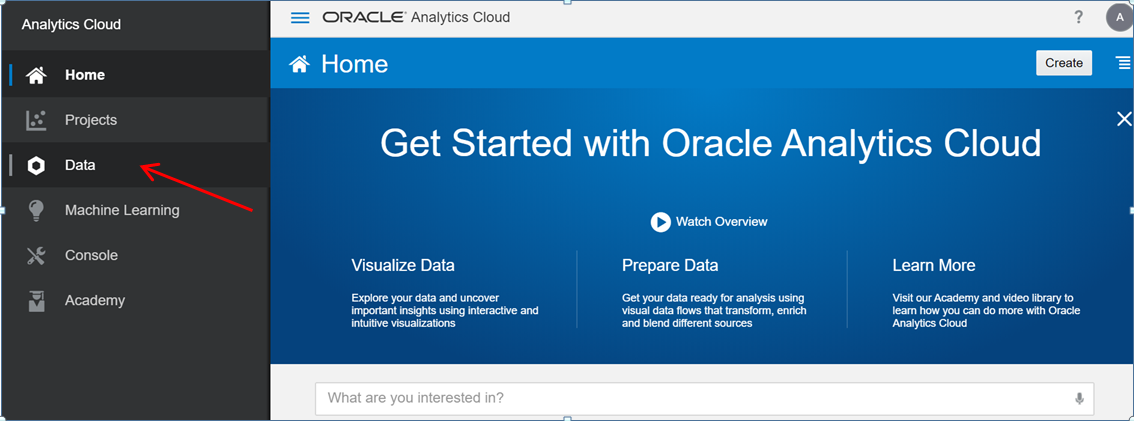 Analytics Cloud
Home
Projects
Data
Machine Learning
Console
Academy
ORACLE Analytics Cloud
?
A
Home
Create
Get Started with Oracle Analytics Cloud
Watch Overview
Visualize Data
Explore your data and uncover
important insights using interactive and
intuitive visualizations
Prepare Data
Get your data ready for analysis using
visual data flows that transform, enrich
and blend different sources
Learn More
Visit our Academy and video library to
learn how you can do more with Oracle
Analytics Cloud
What are you interested in?